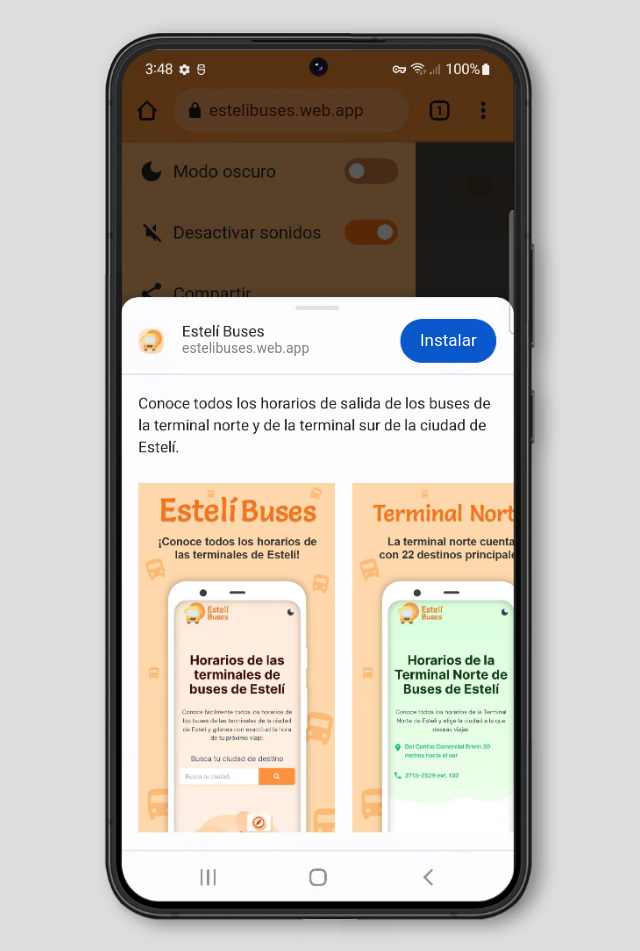 3:48
100%
estelibuses.web.app
1
Modo oscuro
Desactivar sonidos
Compartir
Estelí Buses
estelibuses.web.app
Instalar
Conoce todos los horarios de salida de los buses de
la terminal norte y de la terminal sur de la ciudad de
Estelí.
Estelí Buses
¡Conoce todos los horarios de
las terminales de Estelí!
Estelí
Buses
Horarios de las
terminales de
buses de Estelí
Conoce fácilmente todos los horarios de
los buses de las terminales de la ciudad
de Estelí y planea con exactitud la hora
de tu próximo viaje:
Busca tu ciudad de destino
Busca tu ciudad...
Terminal Nort
La terminal norte cuenta
con 22 destinos principale
Estelí
Buses
Horarios de la
Terminal Norte de
Buses de Estelí
Conoce todos los horarios de la Terminal
Norte de Estelí y elige la ciudad a la que
deseas viajar.
Del Centro Comercial Erwin 30
metros hacia el sur
2713-2529 ext. 102